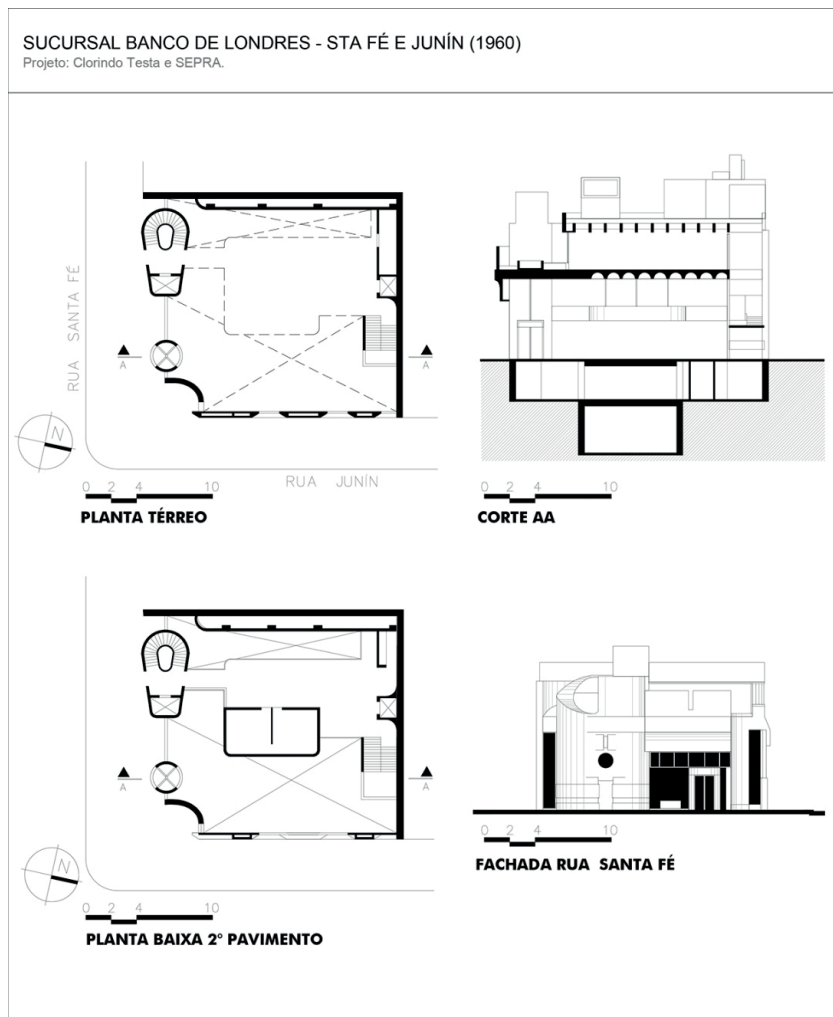 SUCURSAL BANCO DE LONDRES - STA FÉ E JUNÍN (1960)
Projeto: Clorindo Testa e SEPRA.
RUA SANTA FÉ
A
A
N
RUA JUNÍN
0 2 4 10
PLANTA TÉRREO
0 2 4 10
CORTE AA
A
A
N
0 2 4 10
PLANTA BAIXA 2º PAVIMENTO
0 2 4 10
FACHADA RUA SANTA FÉ